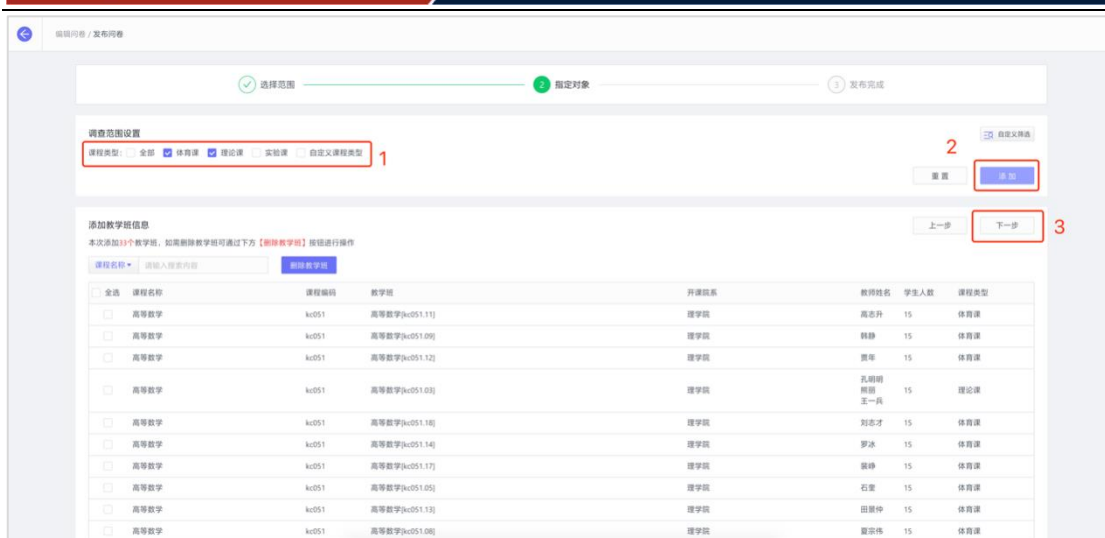 编辑问卷 / 发布问卷
选择范围
2 指定对象
3 发布完成
调查范围设置
自定义筛选
课程类型: 全部 体育课 理论课 实验课 自定义课程类型
1
2
重置 添加
添加教学班信息
上一步 下一步
3
本次添加33个教学班,如需删除教学班可通过下方【删除教学班】按钮进行操作
课程名称 请输入搜索内容 删除教学班
全选 课程名称 课程编码 教学班 开课院系 教师姓名 学生人数 课程类型
高等数学 kc051 高等数学[kc051.11] 理学院 高志升 15 体育课
高等数学 kc051 高等数学[kc051.09] 理学院 韩静 15 体育课
高等数学 kc051 高等数学[kc051.12] 理学院 贾年 15 体育课
孔明明
高等数学 kc051 高等数学[kc051.03] 理学院 熊丽 15 理论课
王一兵
高等数学 kc051 高等数学[kc051.18] 理学院 刘志才 15 体育课
高等数学 kc051 高等数学[kc051.14] 理学院 罗冰 15 体育课
高等数学 kc051 高等数学[kc051.17] 理学院 裴峥 15 体育课
高等数学 kc051 高等数学[kc051.05] 理学院 石奎 15 体育课
高等数学 kc051 高等数学[kc051.13] 理学院 田景仲 15 体育课
高等数学 kc051 高等数学[kc051.08] 理学院 夏宗伟 15 体育课